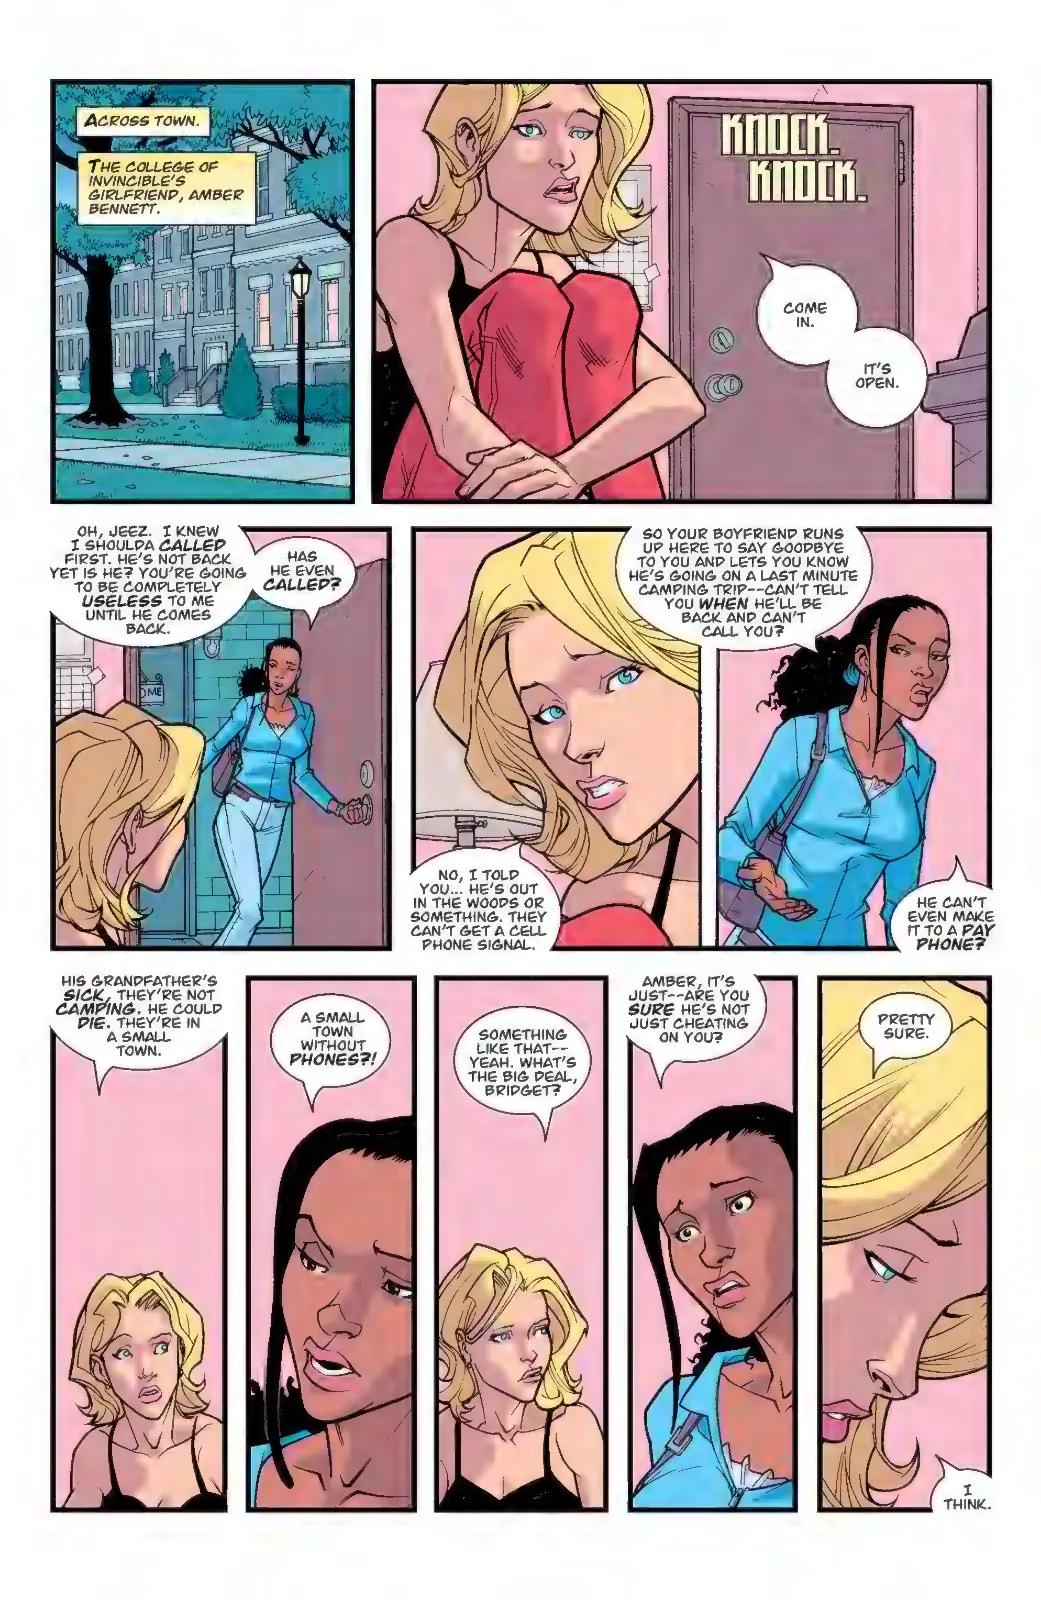 ACROSS TOWN.
THE COLLEGE OF
INVINCIBLE'S
GIRLFRIEND, AMBER
BENNETT.
KNOCK.
KNOCK.
COME
IN.
IT'S
OPEN.
OH, JEEZ. I KNEW
I SHOULDA CALLED
FIRST. HE'S NOT BACK
YET IS HE? YOU'RE GOING
TO BE COMPLETELY
USELESS TO ME
UNTIL HE COMES
BACK.
HAS
HE EVEN
CALLED?
OME
NO, I TOLD
YOU... HE'S OUT
IN THE WOODS OR
SOMETHING. THEY
CAN'T GET A CELL
PHONE SIGNAL.
SO YOUR BOYFRIEND RUNS
UP HERE TO SAY GOODBYE
TO YOU AND LETS YOU KNOW
HE'S GOING ON A LAST MINUTE
CAMPING TRIP--CAN'T TELL
YOU WHEN HE'LL BE
BACK AND CAN'T
CALL YOU?
HE CAN'T
EVEN MAKE
IT TO A PAY
PHONE?
HIS GRANDFATHER'S
SICK, THEY'RE NOT
CAMPING. HE COULD
DIE. THEY'RE IN
A SMALL
TOWN.
A SMALL
TOWN
WITHOUT
PHONES?!
SOMETHING
LIKE THAT--
YEAH. WHAT'S
THE BIG DEAL,
BRIDGET?
AMBER, IT'S
JUST--ARE YOU
SURE HE'S NOT
JUST CHEATING
ON YOU?
PRETTY
SURE.
I
THINK.